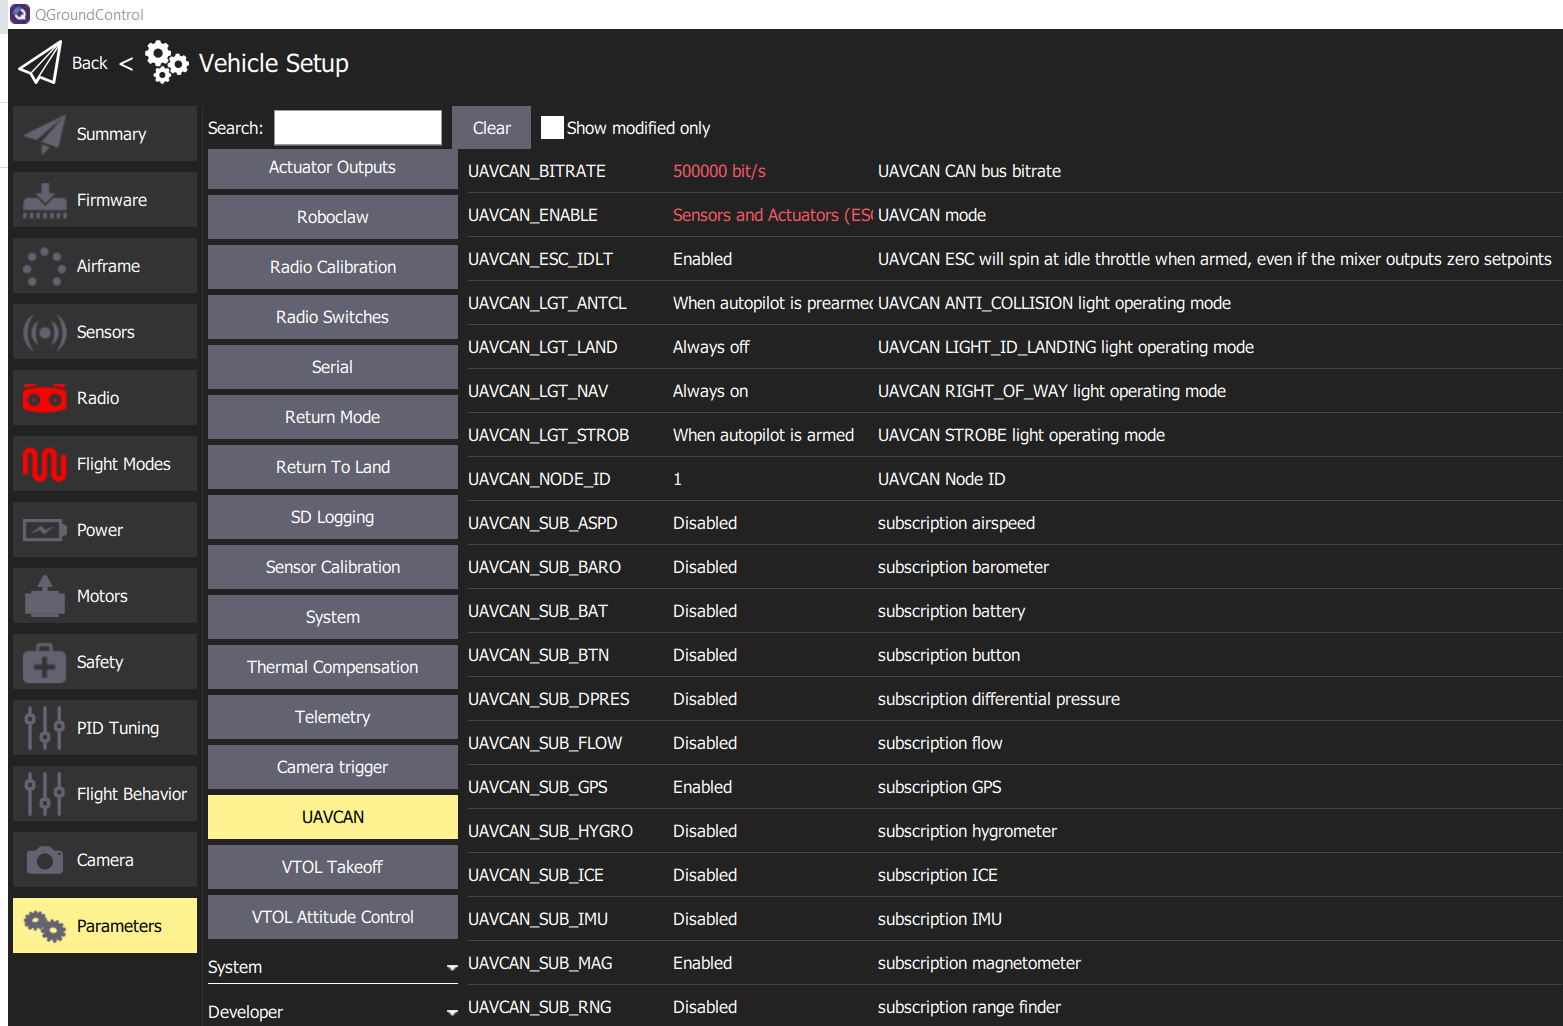 QGroundControl
Back < Vehicle Setup
Summary
Firmware
Airframe
Sensors
Radio
Flight Modes
Power
Motors
Safety
PID Tuning
Flight Behavior
Camera
Parameters
Search: Clear Show modified only
Actuator Outputs
Roboclaw
Radio Calibration
Radio Switches
Serial
Return Mode
Return To Land
SD Logging
Sensor Calibration
System
Thermal Compensation
Telemetry
Camera trigger
UAVCAN
VTOL Takeoff
VTOL Attitude Control
System
Developer
UAVCAN_BITRATE 500000 bit/s UAVCAN CAN bus bitrate
UAVCAN_ENABLE Sensors and Actuators (ESC UAVCAN mode
UAVCAN_ESC_IDLT Enabled UAVCAN ESC will spin at idle throttle when armed, even if the mixer outputs zero setpoints
UAVCAN_LGT_ANTCL When autopilot is prearmed UAVCAN ANTI_COLLISION light operating mode
UAVCAN_LGT_LAND Always off UAVCAN LIGHT_ID_LANDING light operating mode
UAVCAN_LGT_NAV Always on UAVCAN RIGHT_OF_WAY light operating mode
UAVCAN_LGT_STROB When autopilot is armed UAVCAN STROBE light operating mode
UAVCAN_NODE_ID 1 UAVCAN Node ID
UAVCAN_SUB_ASPD Disabled subscription airspeed
UAVCAN_SUB_BARO Disabled subscription barometer
UAVCAN_SUB_BAT Disabled subscription battery
UAVCAN_SUB_BTN Disabled subscription button
UAVCAN_SUB_DPRES Disabled subscription differential pressure
UAVCAN_SUB_FLOW Disabled subscription flow
UAVCAN_SUB_GPS Enabled subscription GPS
UAVCAN_SUB_HYGRO Disabled subscription hygrometer
UAVCAN_SUB_ICE Disabled subscription ICE
UAVCAN_SUB_IMU Disabled subscription IMU
UAVCAN_SUB_MAG Enabled subscription magnetometer
UAVCAN_SUB_RNG Disabled subscription range finder